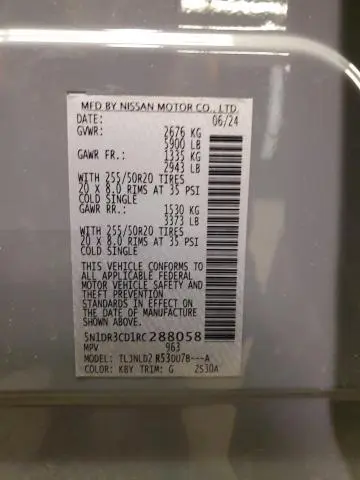 MFD BY NISSAN MOTOR CO., LTD.
DATE: 06/24
GVWR: 2676 KG
5900 LB
GAWR FR.: 1335 KG
2943 LB
WITH 255/50R20 TIRES
20 X 8.0 RIMS AT 35 PSI
COLD SINGLE
GAWR RR.: 1530 KG
3373 LB
WITH 255/50R20 TIRES
20 X 8.0 RIMS AT 35 PSI
COLD SINGLE
THIS VEHICLE CONFORMS TO
ALL APPLICABLE FEDERAL
MOTOR VEHICLE SAFETY AND
THEFT PREVENTION
STANDARDS IN EFFECT ON
THE DATE OF MANUFACTURE
SHOWN ABOVE.
5N1DR3CD1RC288058
MPV 963
MODEL: TLJNLD2 R530U7B---A
COLOR: KBY TRIM: G 2530A